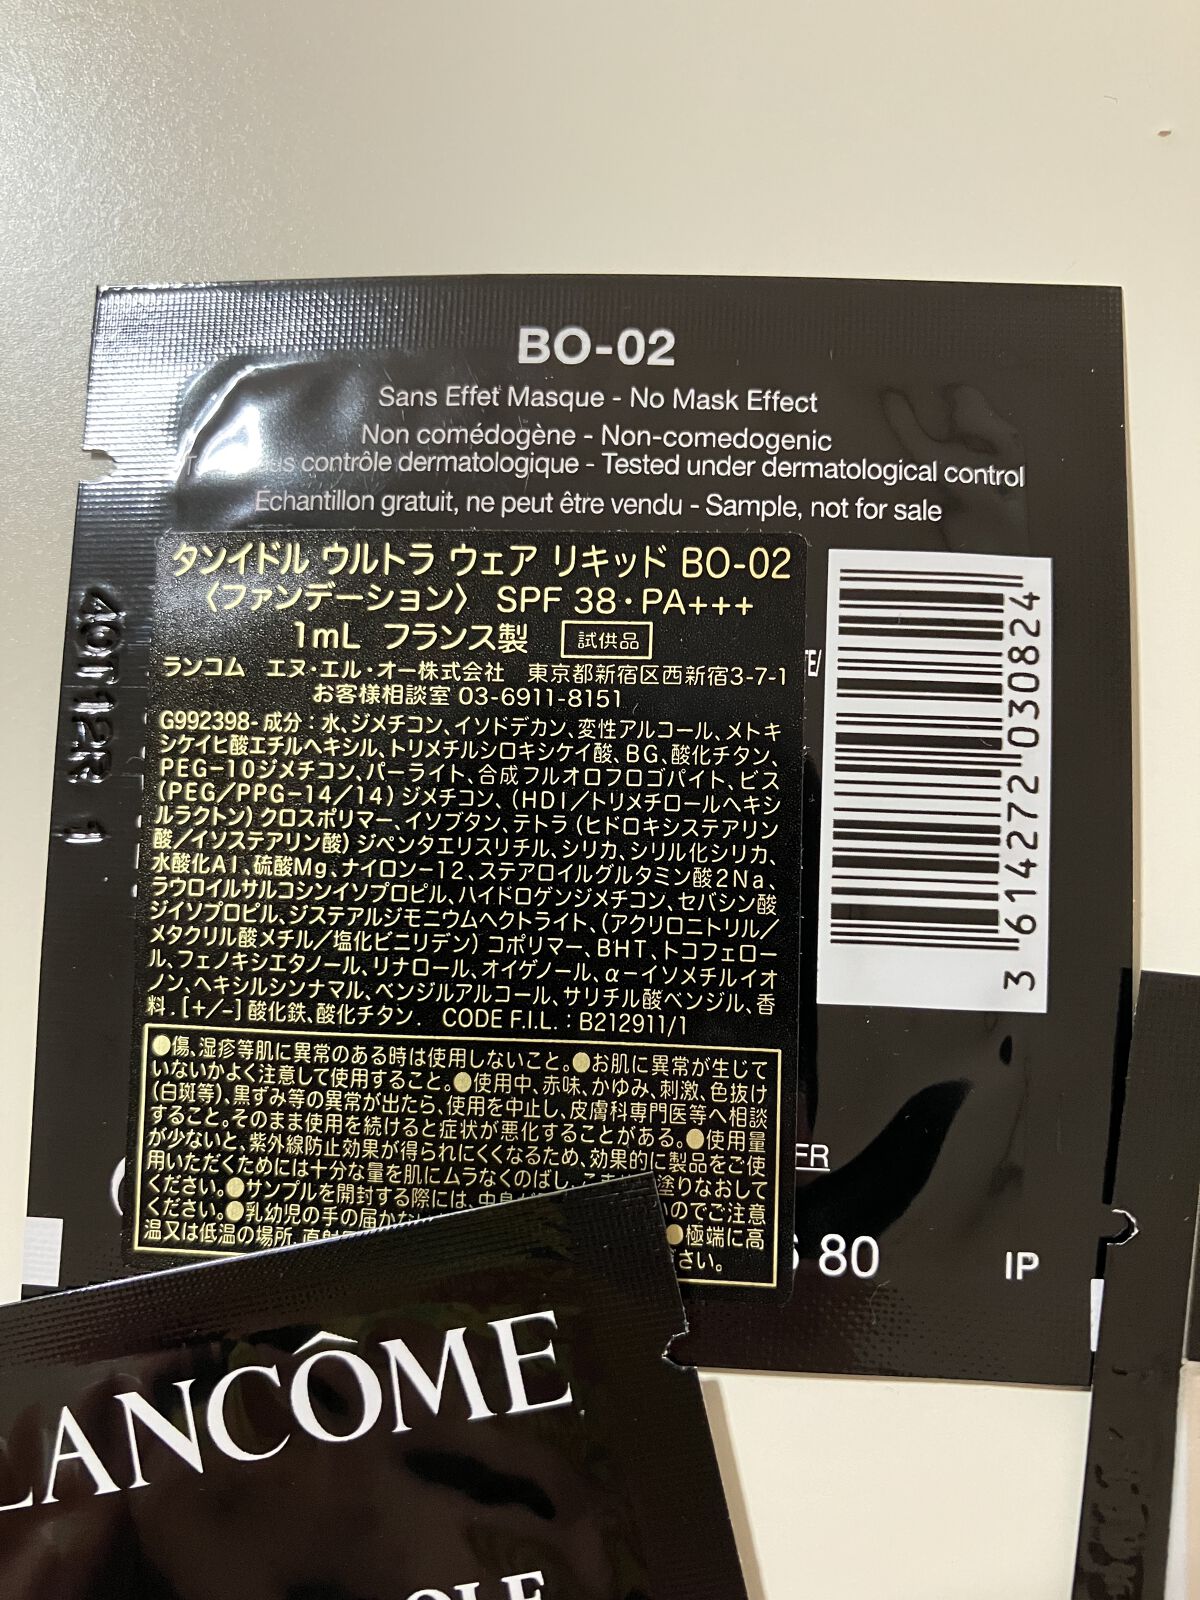 BO-02
Sans Effet Masque - No Mask Effect
Non comédogène - Non-comedogenic
contrôle dermatologique - Tested under dermatological control
Echantillon gratuit, ne peut être vendu - Sample, not for sale
タンイドル ウルトラ ウェア リキッド BO-02
〈ファンデーション〉 SPF 38・PA+++
1mL フランス製 試供品
ランコム エヌ・エル・オー株式会社 東京都新宿区西新宿3-7-1
お客様相談室 03-6911-8151
G992398- 成分：水、ジメチコン、イソドデカン、変性アルコール、メトキ
シケイヒ酸エチルヘキシル、トリメチルシロキシケイ酸、BG、酸化チタン、
PEG-10ジメチコン、パーライト、合成フルオロフロゴパイト、ビス
(PEG/PPG-14/14) ジメチコン、(HDI/トリメチロールヘキシ
ルラクトン) クロスポリマー、イソブタン、テトラ (ヒドロキシステアリン
酸/イソステアリン酸) ジペンタエリスリチル、シリカ、シリル化シリカ、
水酸化Al、硫酸Mg、ナイロン-12、ステアロイルグルタミン酸2Na、
ラウロイルサルコシンイソプロピル、ハイドロゲンジメチコン、セバシン酸
ジイソプロピル、ジステアルジモニウムヘクトライト、(アクリロニトリル/
メタクリル酸メチル/塩化ビニリデン) コポリマー、BHT、トコフェロー
ル、フェノキシエタノール、リナロール、オイゲノール、α-イソメチルイオ
ノン、ヘキシルシンナマル、ベンジルアルコール、サリチル酸ベンジル、香
料. [+/-] 酸化鉄、酸化チタン. CODE F.I.L. : B212911/1
●傷、湿疹等肌に異常のある時は使用しないこと。●お肌に異常が生じて
いないかよく注意して使用すること。●使用中、赤味、かゆみ、刺激、色抜け
(白斑等)、黒ずみ等の異常が出たら、使用を中止し、皮膚科専門医等へ相談
すること。そのまま使用を続けると症状が悪化することがある。●使用量
が少ないと、紫外線防止効果が得られにくくなるため、効果的に製品をご使
用いただくためには十分な量を肌にムラなくのばし、 塗りなおして
ください。●サンプルを開封する際には、 のでご注意
ください。●乳幼児の手の届かな ●極端に高
温又は低温の場所、 さい。
3 614272 030824
40T12R 1
FR
80
IP
LANCÔME